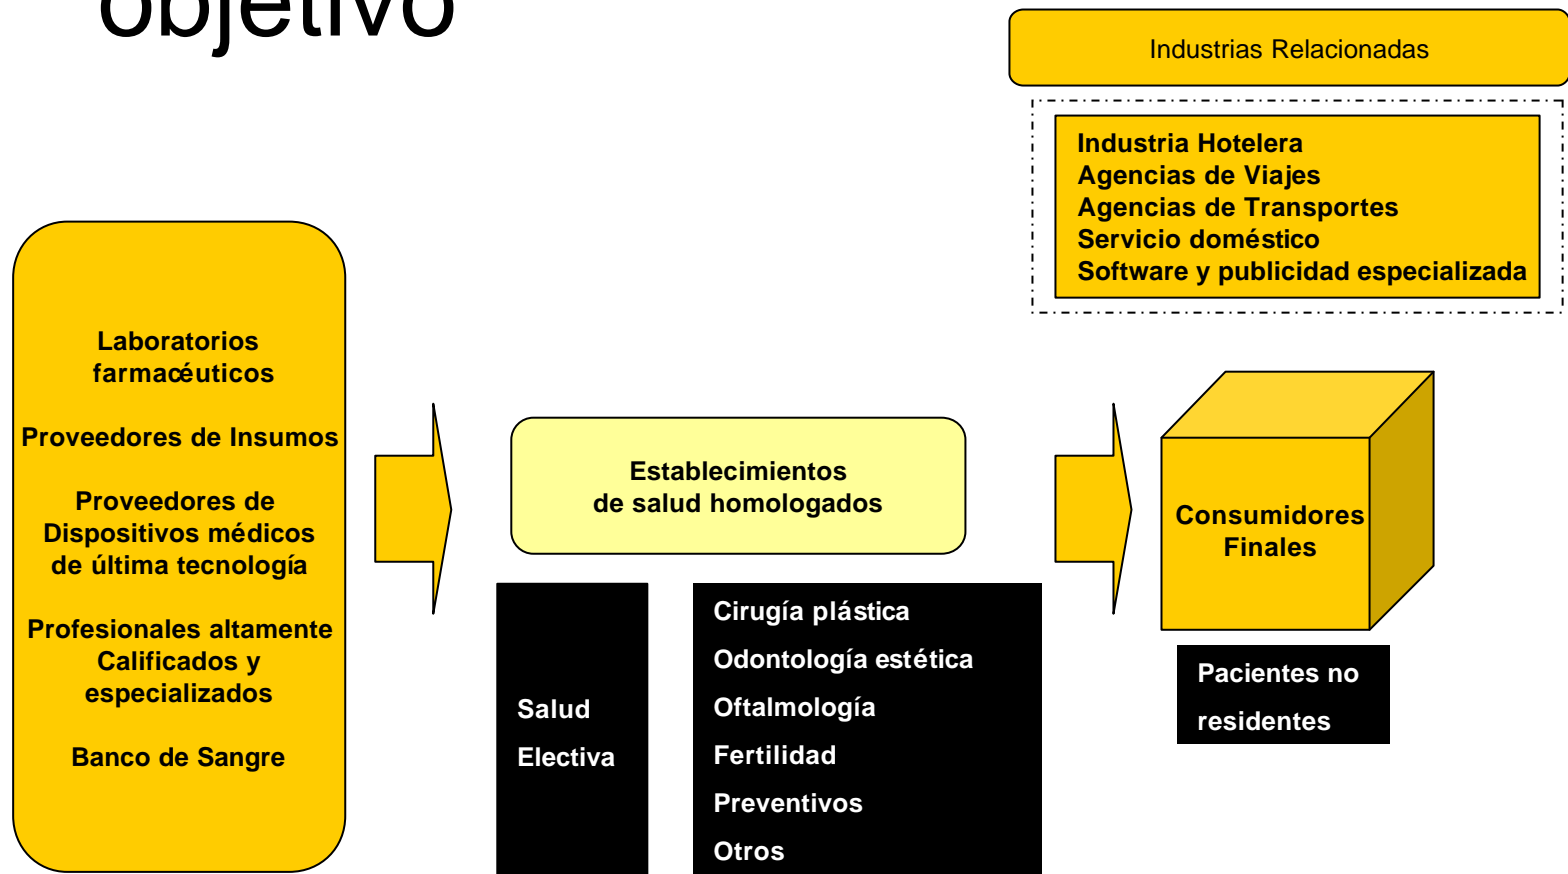 objetivo
Industrias Relacionadas
Industria Hotelera
Agencias de Viajes
Agencias de Transportes
Servicio doméstico
Software y publicidad especializada
Laboratorios
farmacéuticos
Proveedores de Insumos
Proveedores de
Dispositivos médicos
de última tecnología
Profesionales altamente
Calificados y
especializados
Banco de Sangre
Establecimientos
de salud homologados
Salud
Electiva
Cirugía plástica
Odontología estética
Oftalmología
Fertilidad
Preventivos
Otros
Consumidores
Finales
Pacientes no
residentes